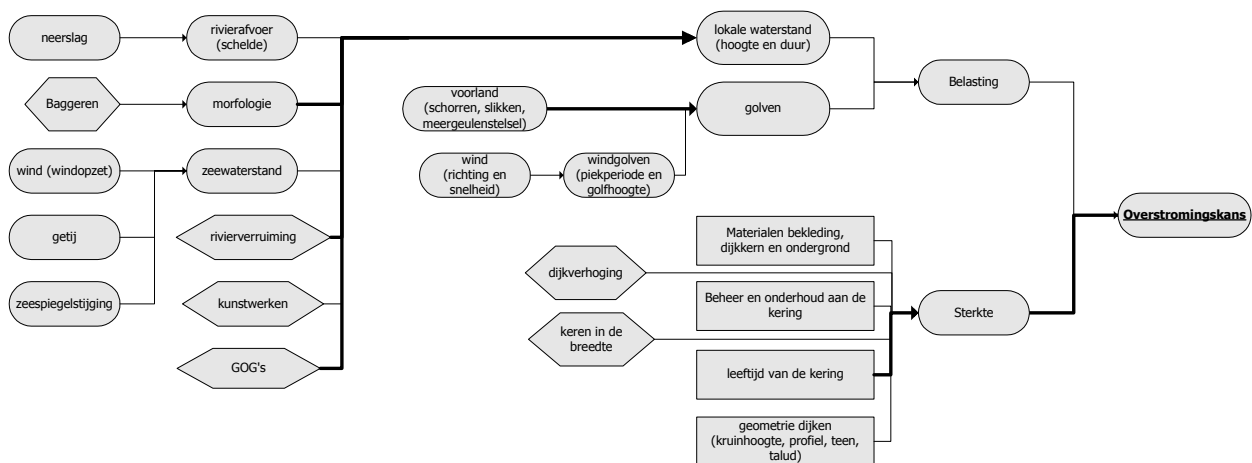 neerslag
rivierafvoer
(schelde)
lokale waterstand
(hoogte en duur)
Baggeren
morfologie
voorland
(schorren, slikken,
meergeulenstelsel)
golven
Belasting
wind (windopzet)
zeewaterstand
wind
(richting en
snelheid)
windgolven
(piekperiode en
golfhoogte)
getij
rivierverruiming
Materialen bekleding,
dijkkern en ondergrond
Overstromingskans
dijkverhoging
zeespiegelstijging
kunstwerken
Beheer en onderhoud aan de
kering
Sterkte
keren in de
breedte
GOG's
leeftijd van de kering
geometrie dijken
(kruinhoogte, profiel, teen,
talud)